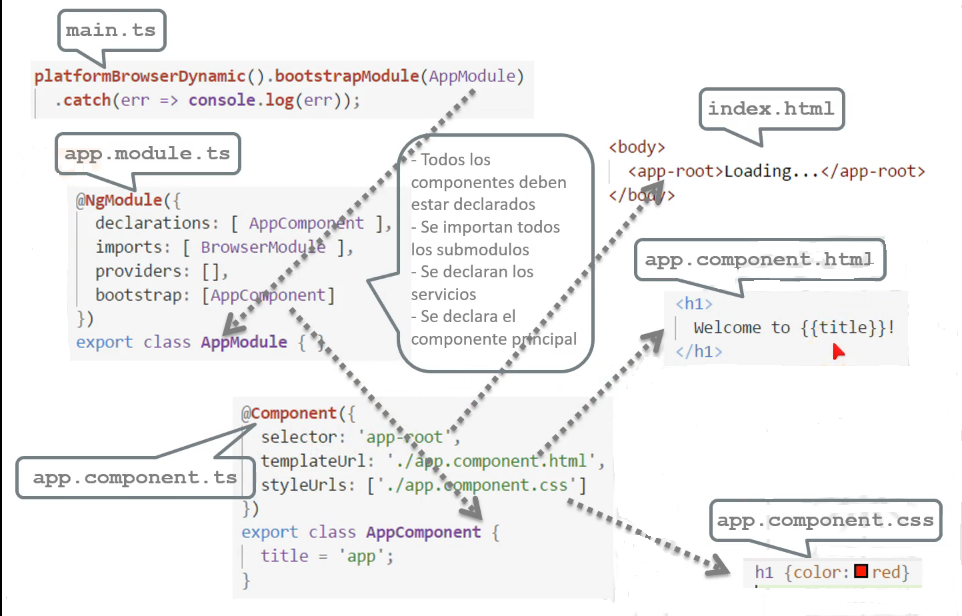 main.ts
platformBrowserDynamic().bootstrapModule(AppModule)
.catch(err => console.log(err));
app.module.ts
@NgModule({
declarations: [ AppComponent ],
imports: [ BrowserModule ],
providers: [],
bootstrap: [AppComponent]
})
export class AppModule { }
- Todos los
componentes deben
estar declarados
- Se importan todos
los submodulos
- Se declaran los
servicios
- Se declara el
componente principal
index.html
<body>
<app-root>Loading...</app-root>
</body>
app.component.html
<h1>
Welcome to {{title}}!
</h1>
app.component.ts
@Component({
selector: 'app-root',
templateUrl: './app.component.html',
styleUrls: ['./app.component.css']
})
export class AppComponent {
title = 'app';
}
app.component.css
h1 {color: red}